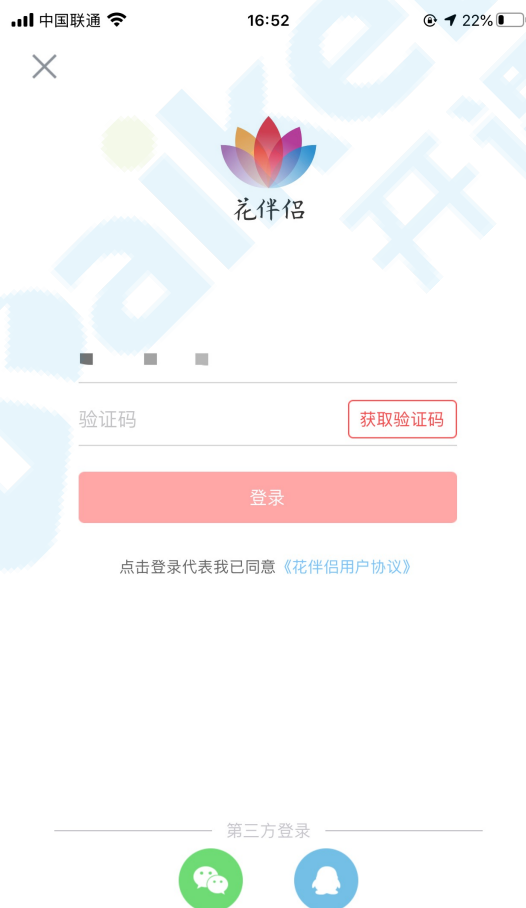 中国联通 16:52 22%
花伴侣
验证码 获取验证码
登录
点击登录代表我已同意《花伴侣用户协议》
第三方登录